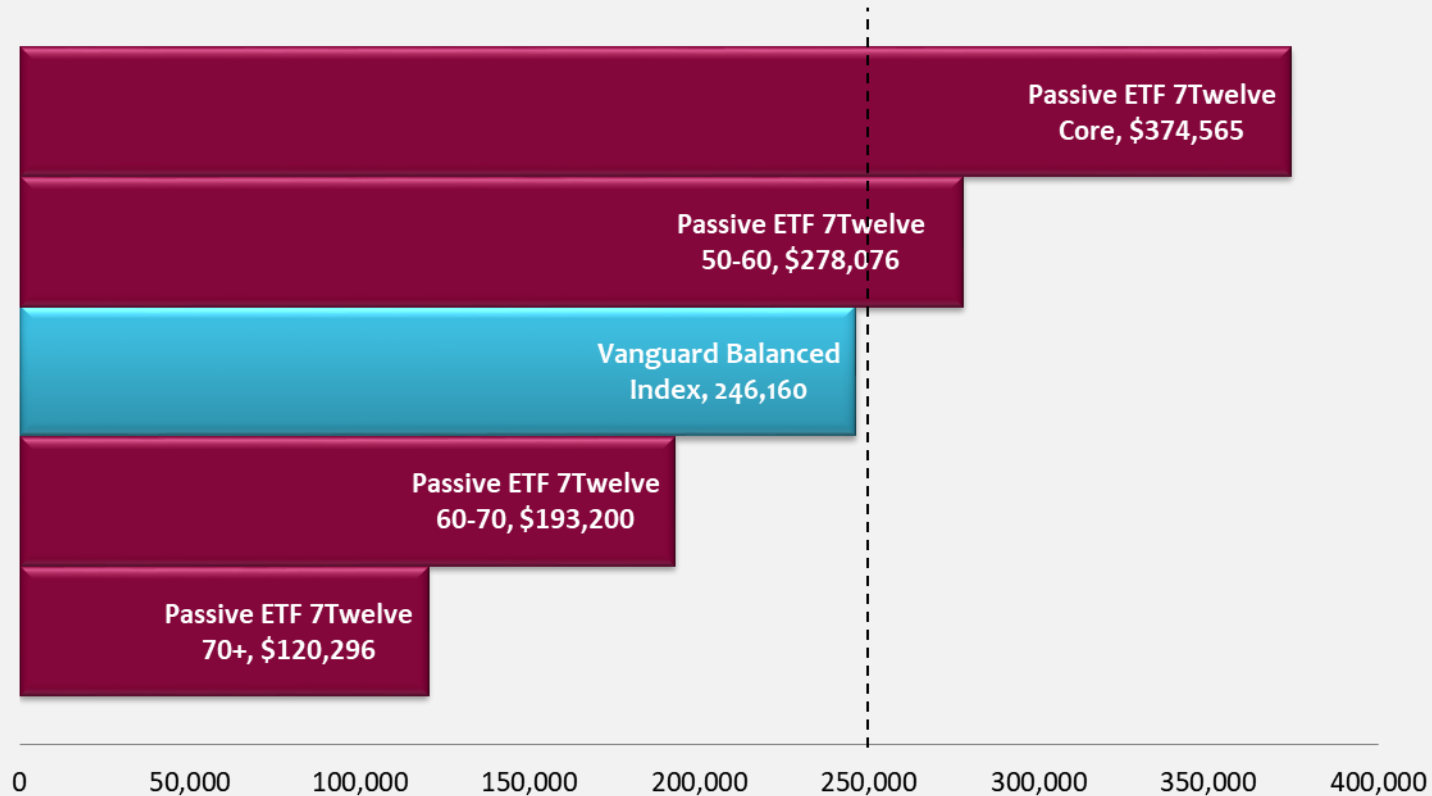 Passive ETF 7Twelve
Core, $374,565
Passive ETF 7Twelve
50-60, $278,076
Vanguard Balanced
Index, 246,160
Passive ETF 7Twelve
60-70, $193,200
Passive ETF 7Twelve
70+, $120,296
0 50,000 100,000 150,000 200,000 250,000 300,000 350,000 400,000